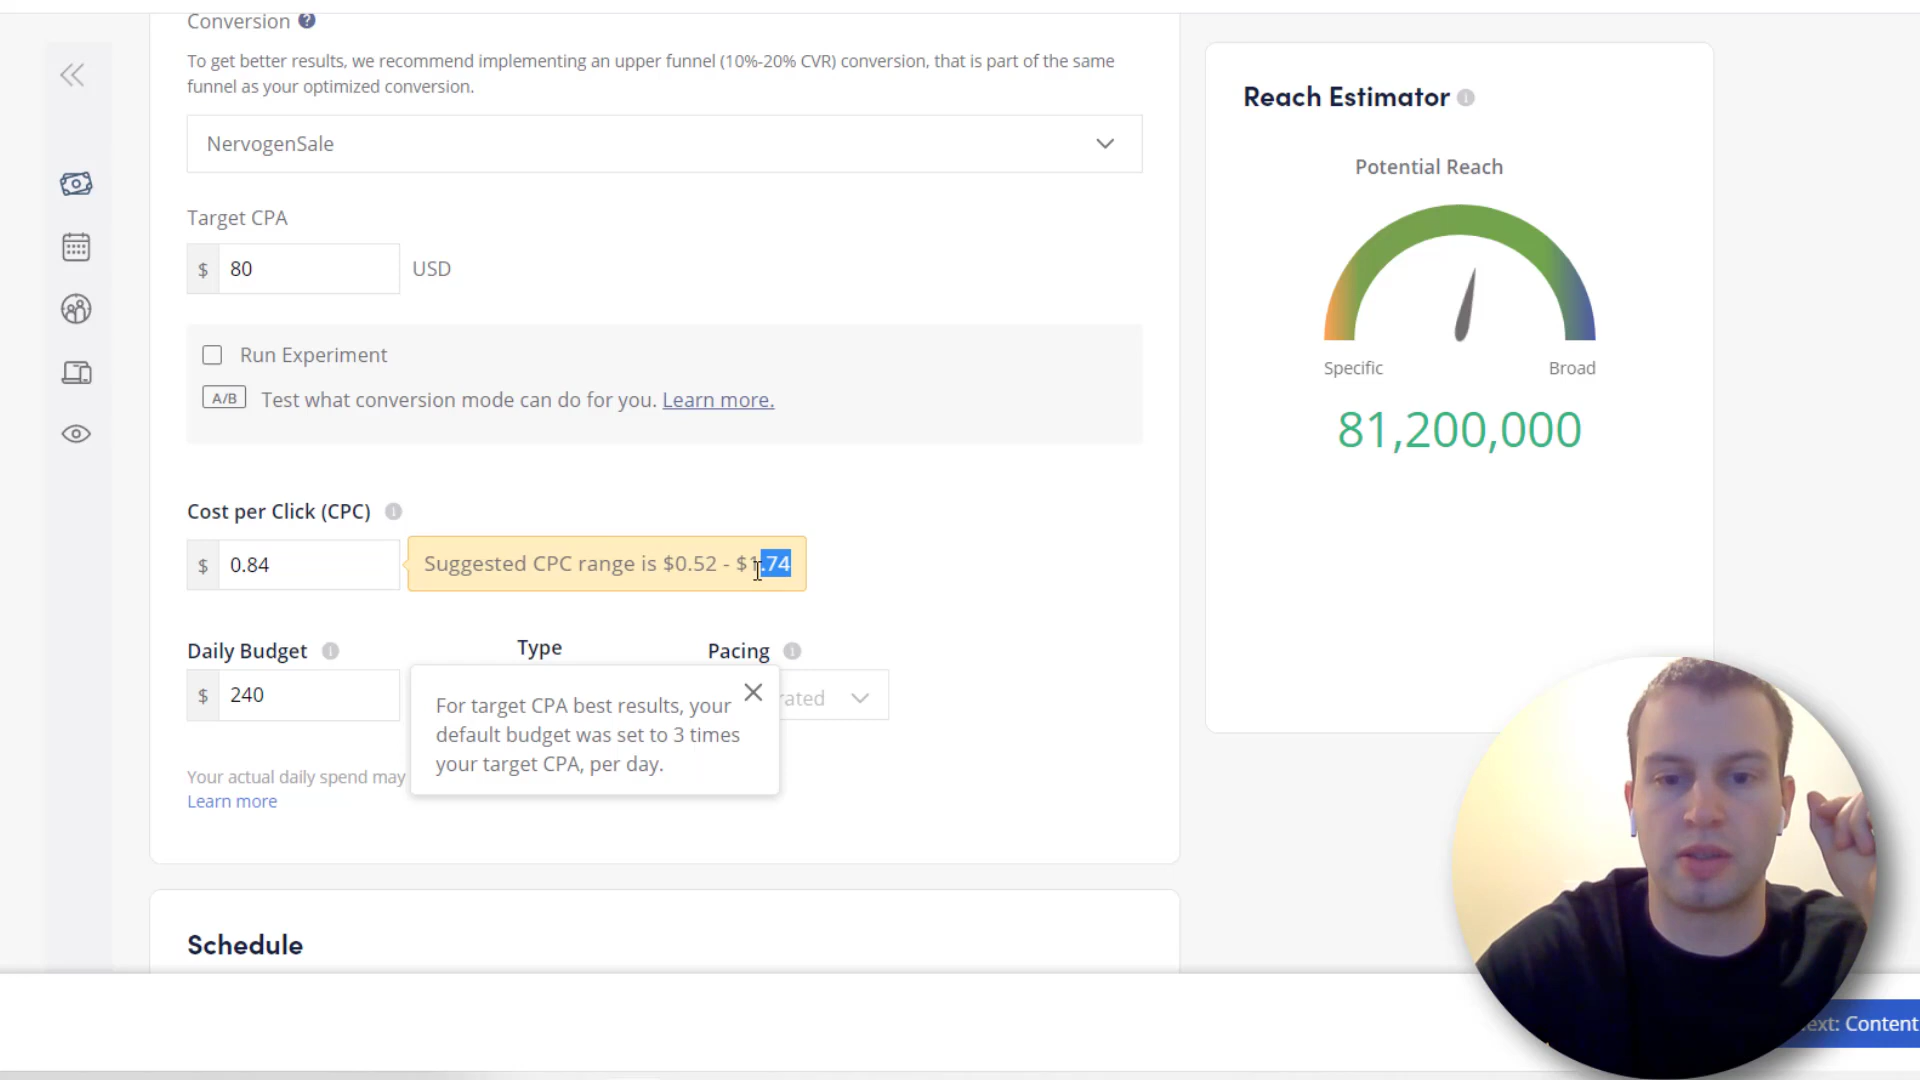 Conversion ?
To get better results, we recommend implementing an upper funnel (10%-20% CVR) conversion, that is part of the same
funnel as your optimized conversion.
NervogenSale
Target CPA
$ 80 USD
Run Experiment
A/B Test what conversion mode can do for you. Learn more.
Cost per Click (CPC)
$ 0.84
Suggested CPC range is $0.52 - $1.74
Daily Budget
Type
Pacing
$ 240
For target CPA best results, your
default budget was set to 3 times
your target CPA, per day.
Your actual daily spend may
Learn more
Schedule
Reach Estimator
Potential Reach
Specific
Broad
81,200,000
Content